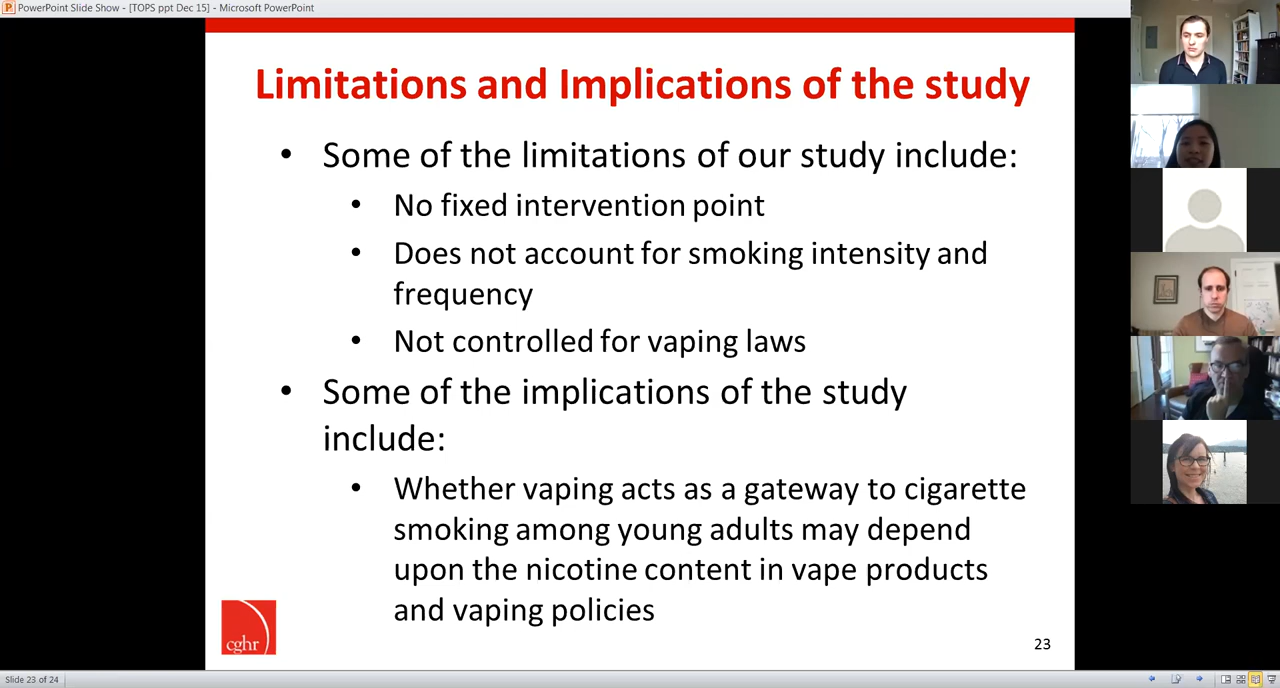 PowerPoint Slide Show - [TOPS ppt Dec 15] - Microsoft PowerPoint
Limitations and Implications of the study
• Some of the limitations of our study include:
• No fixed intervention point
• Does not account for smoking intensity and
frequency
• Not controlled for vaping laws
• Some of the implications of the study
include:
• Whether vaping acts as a gateway to cigarette
smoking among young adults may depend
upon the nicotine content in vape products
and vaping policies
cghr
23
Slide 23 of 24